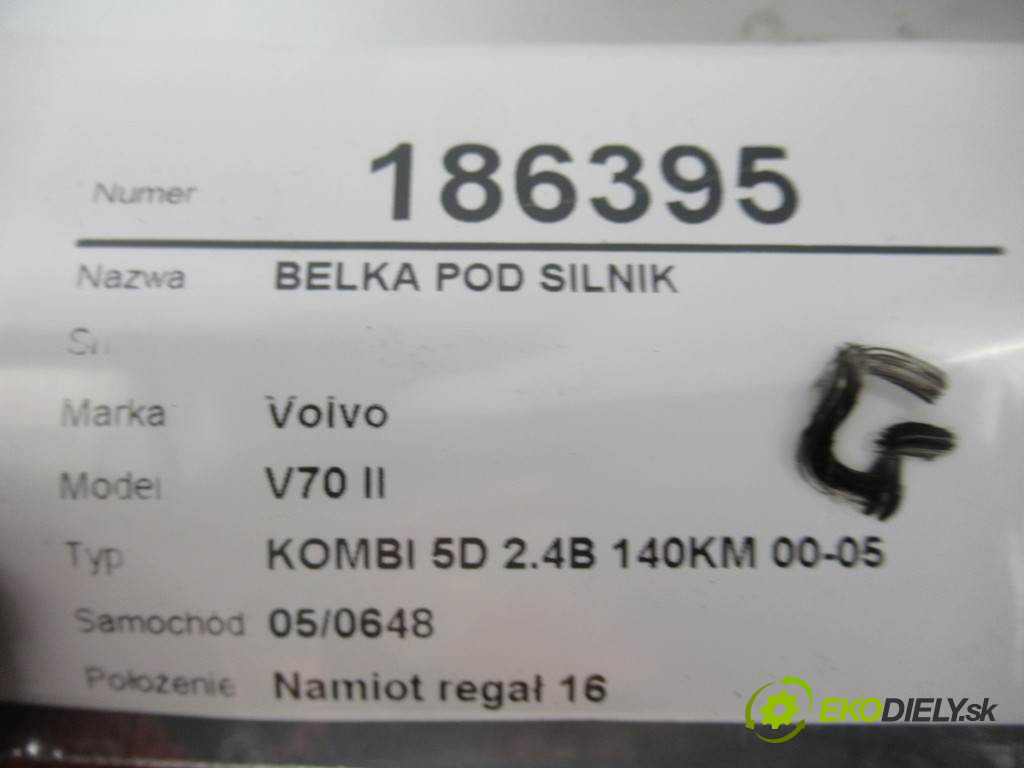 Numer 186395
Nazwa BELKA POD SILNIK
Sn
Marka Volvo
G
Model V70 II
Typ KOMBI 5D 2.4B 140KM 00-05
Samochód 05/0648
Położenie Namiot regał 16
EKODIELY.sk